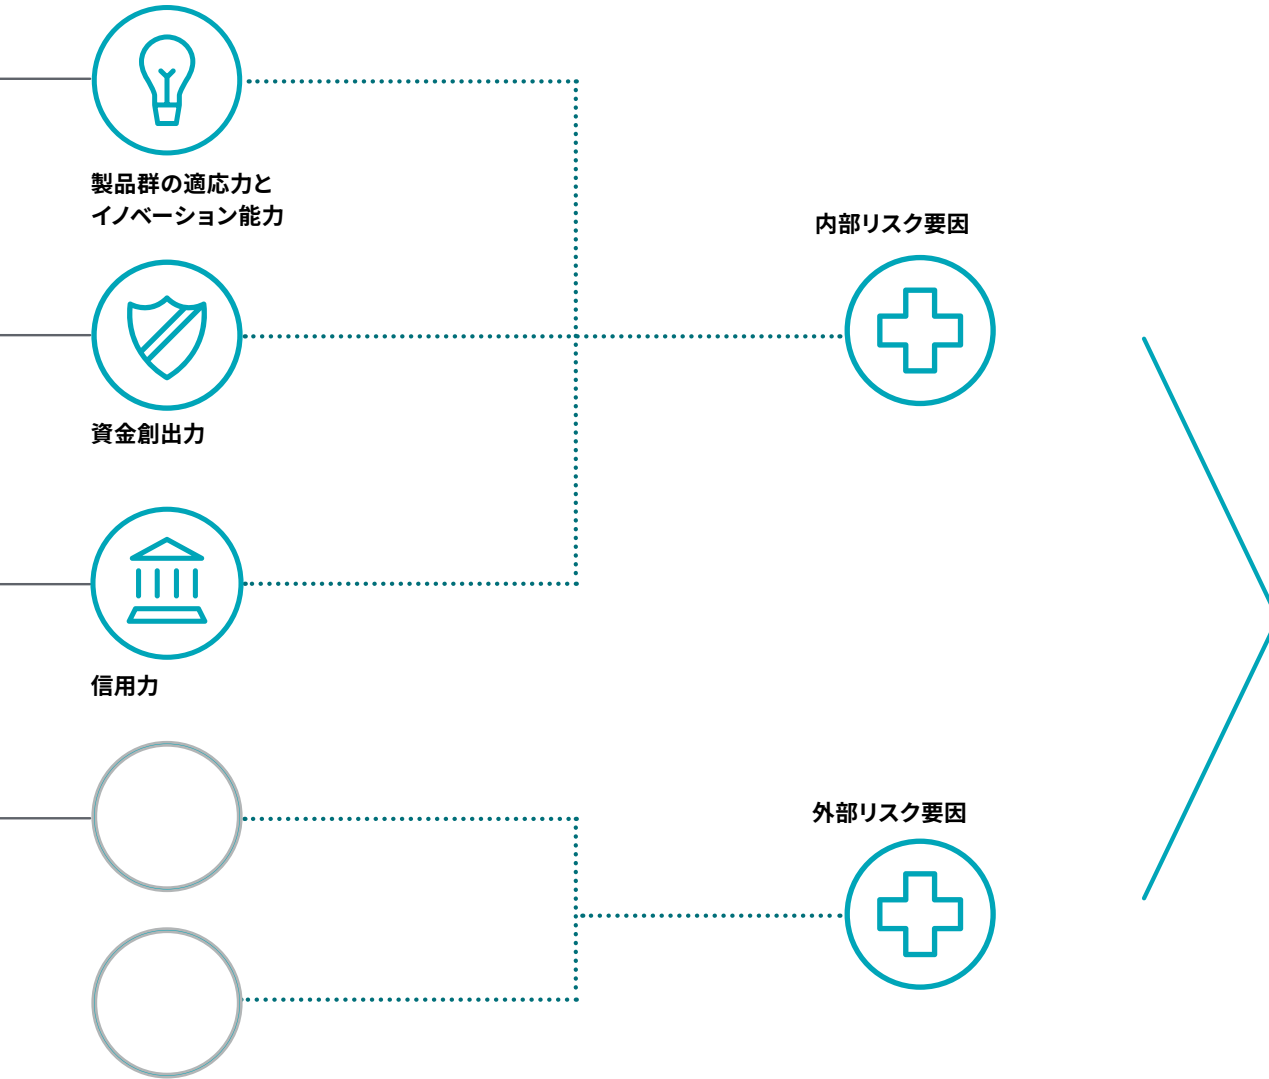 製品群の適応力と
イノベーション能力
内部リスク要因
資金創出力
信用力
外部リスク要因